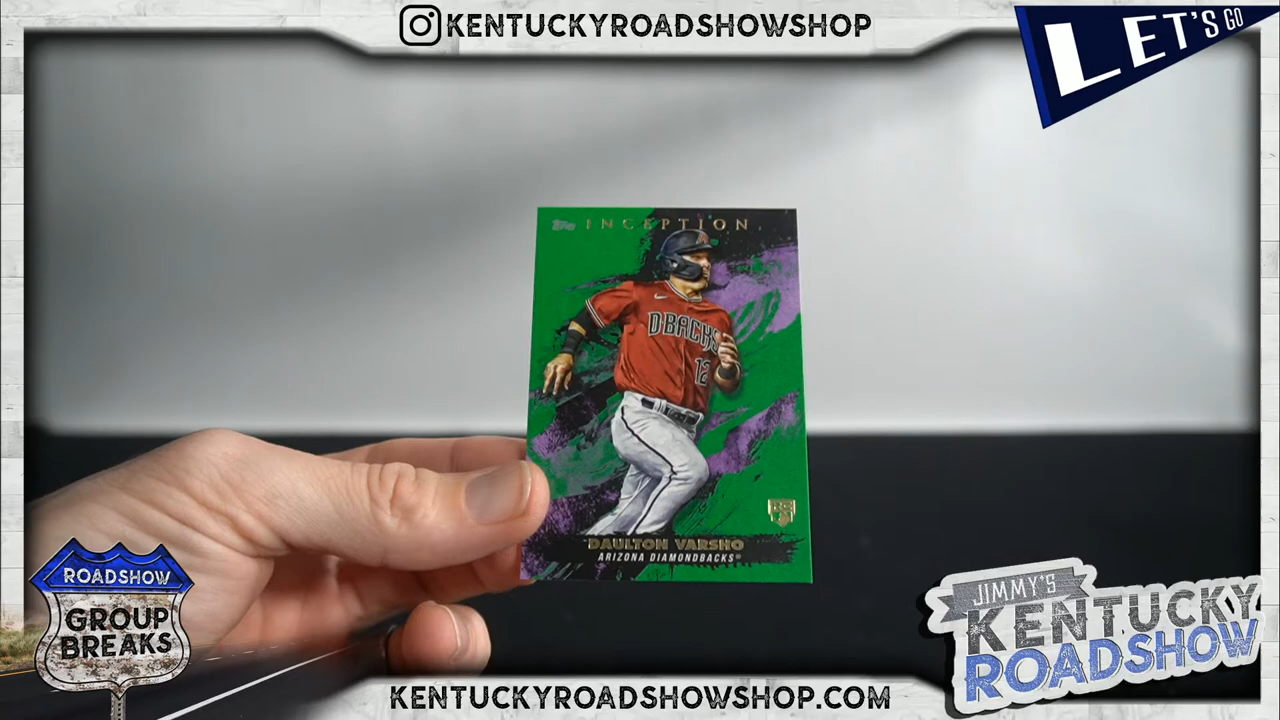 KENTUCKYROADSHOWSHOP
LET'S GO
Topps INCEPTION
DBACKS
12
RC
DAULTON VARSHO
ARIZONA DIAMONDBACKS
ROADSHOW
GROUP
BREAKS
JIMMY'S
KENTUCKY
ROADSHOW
KENTUCKYROADSHOWSHOP.COM